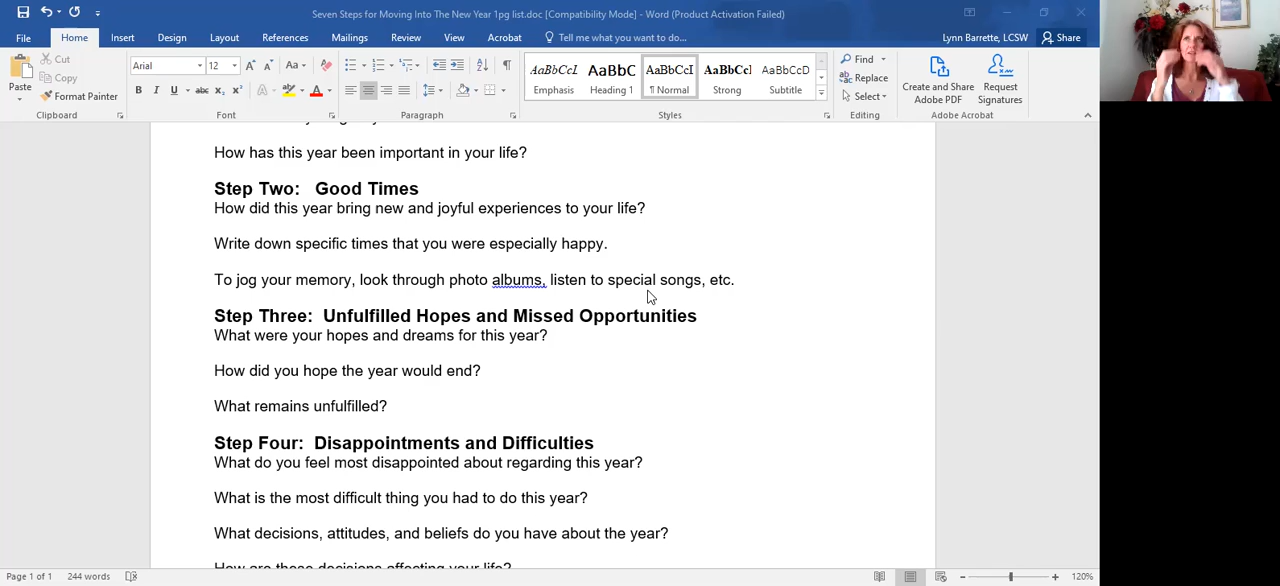 Seven Steps for Moving Into The New Year 1pg list.doc [Compatibility Mode] - Word (Product Activation Failed)
File Home Insert Design Layout References Mailings Review View Acrobat Tell me what you want to do... Lynn Barrette, LCSW Share
Paste
Cut
Copy
Format Painter
Clipboard
Arial 12
Font
Paragraph
AaBbCcI AaBbC AaBbCcI AaBbCcl AaBbCcD
Emphasis Heading 1 ¶ Normal Strong Subtitle
Styles
Find
Replace
Select
Editing
Create and Share Adobe PDF
Request Signatures
Adobe Acrobat
How has this year been important in your life?
Step Two: Good Times
How did this year bring new and joyful experiences to your life?
Write down specific times that you were especially happy.
To jog your memory, look through photo albums, listen to special songs, etc.
Step Three: Unfulfilled Hopes and Missed Opportunities
What were your hopes and dreams for this year?
How did you hope the year would end?
What remains unfulfilled?
Step Four: Disappointments and Difficulties
What do you feel most disappointed about regarding this year?
What is the most difficult thing you had to do this year?
What decisions, attitudes, and beliefs do you have about the year?
How are these decisions affecting your life?
Page 1 of 1 244 words 120%